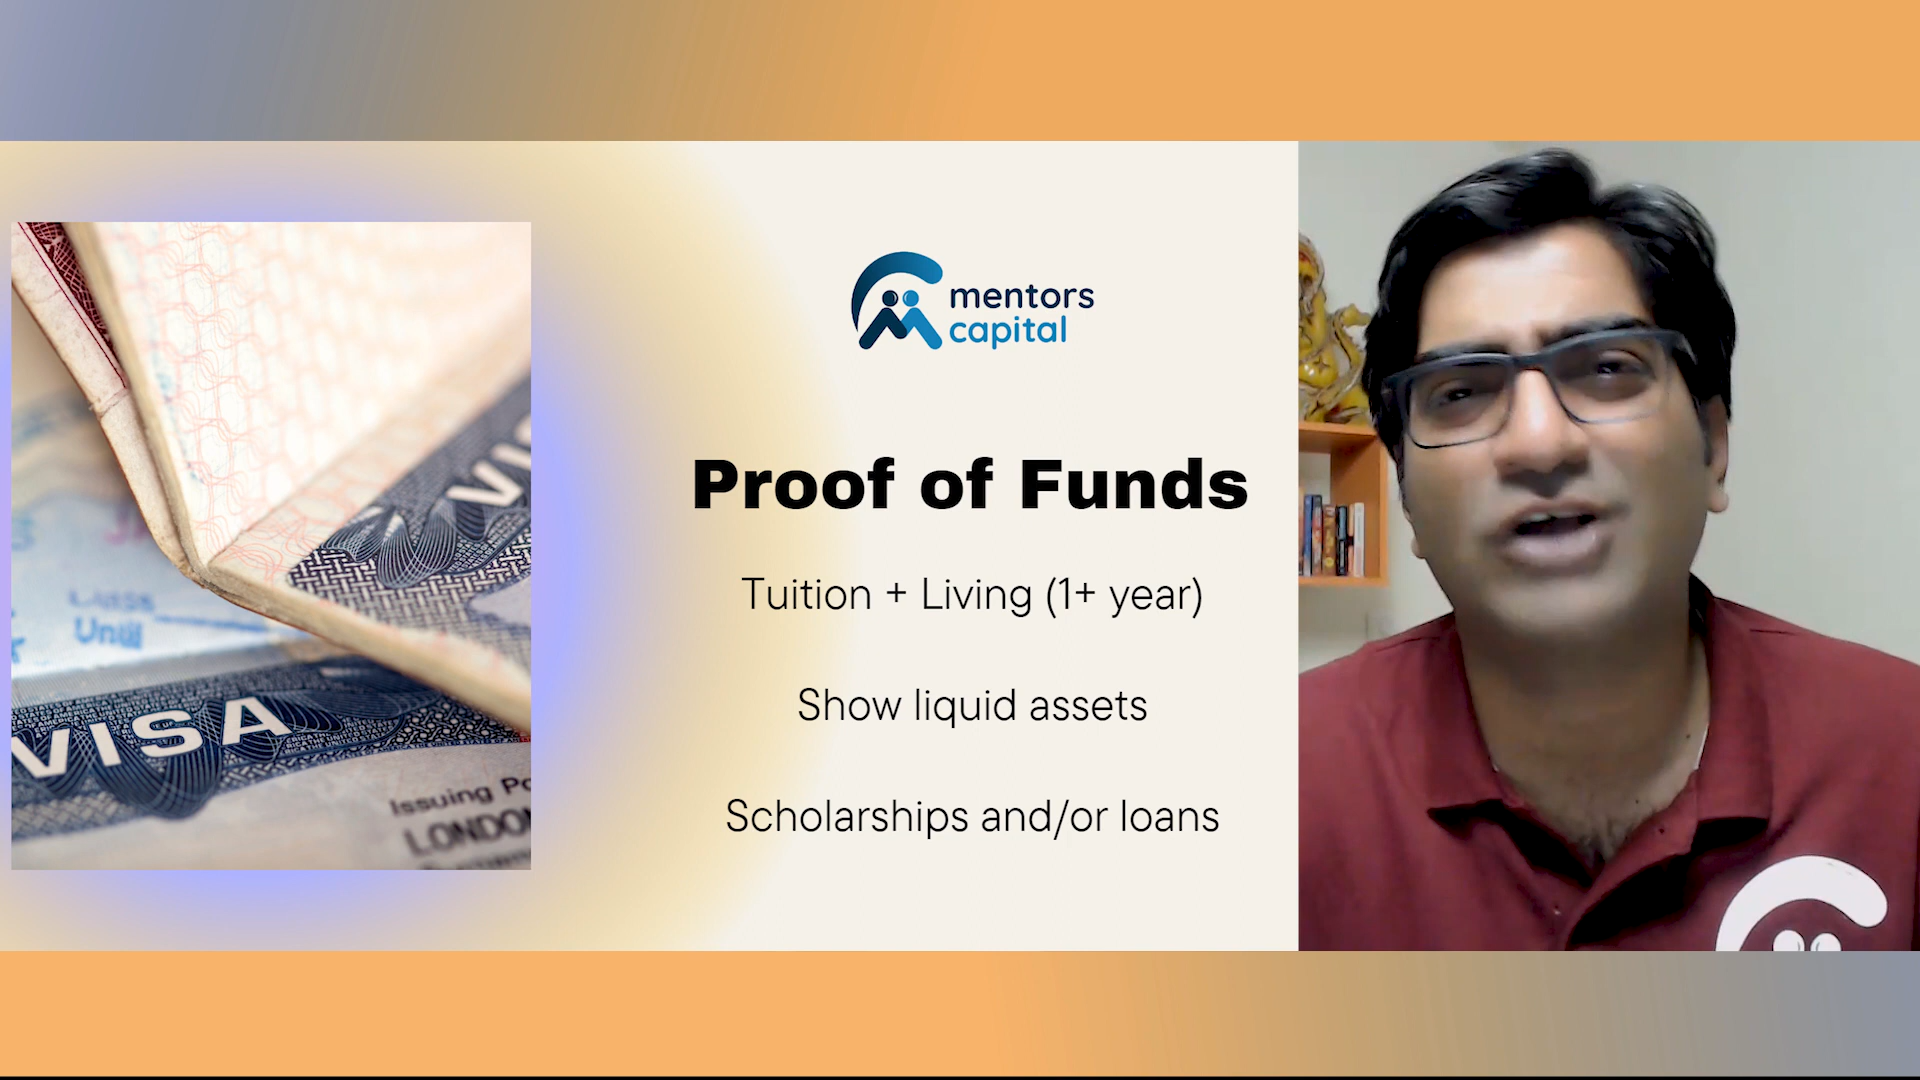 mentors
capital
Proof of Funds
Tuition + Living (1+ year)
Show liquid assets
Scholarships and/or loans
VISA
Issuing